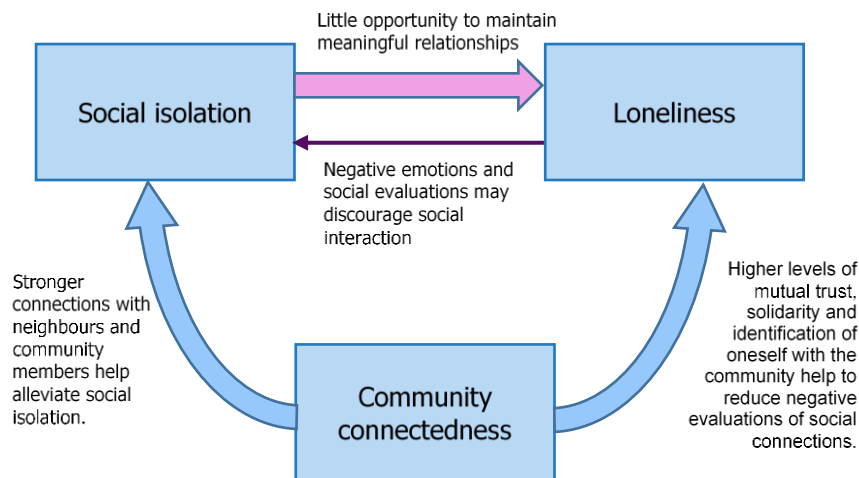 Little opportunity to maintain
meaningful relationships
Social isolation
Loneliness
Negative emotions and
social evaluations may
discourage social
interaction
Stronger
connections with
neighbours and
community
members help
alleviate social
isolation.
Higher levels of
mutual trust,
solidarity and
identification of
oneself with the
community help to
reduce negative
evaluations of social
connections.
Community
connectedness